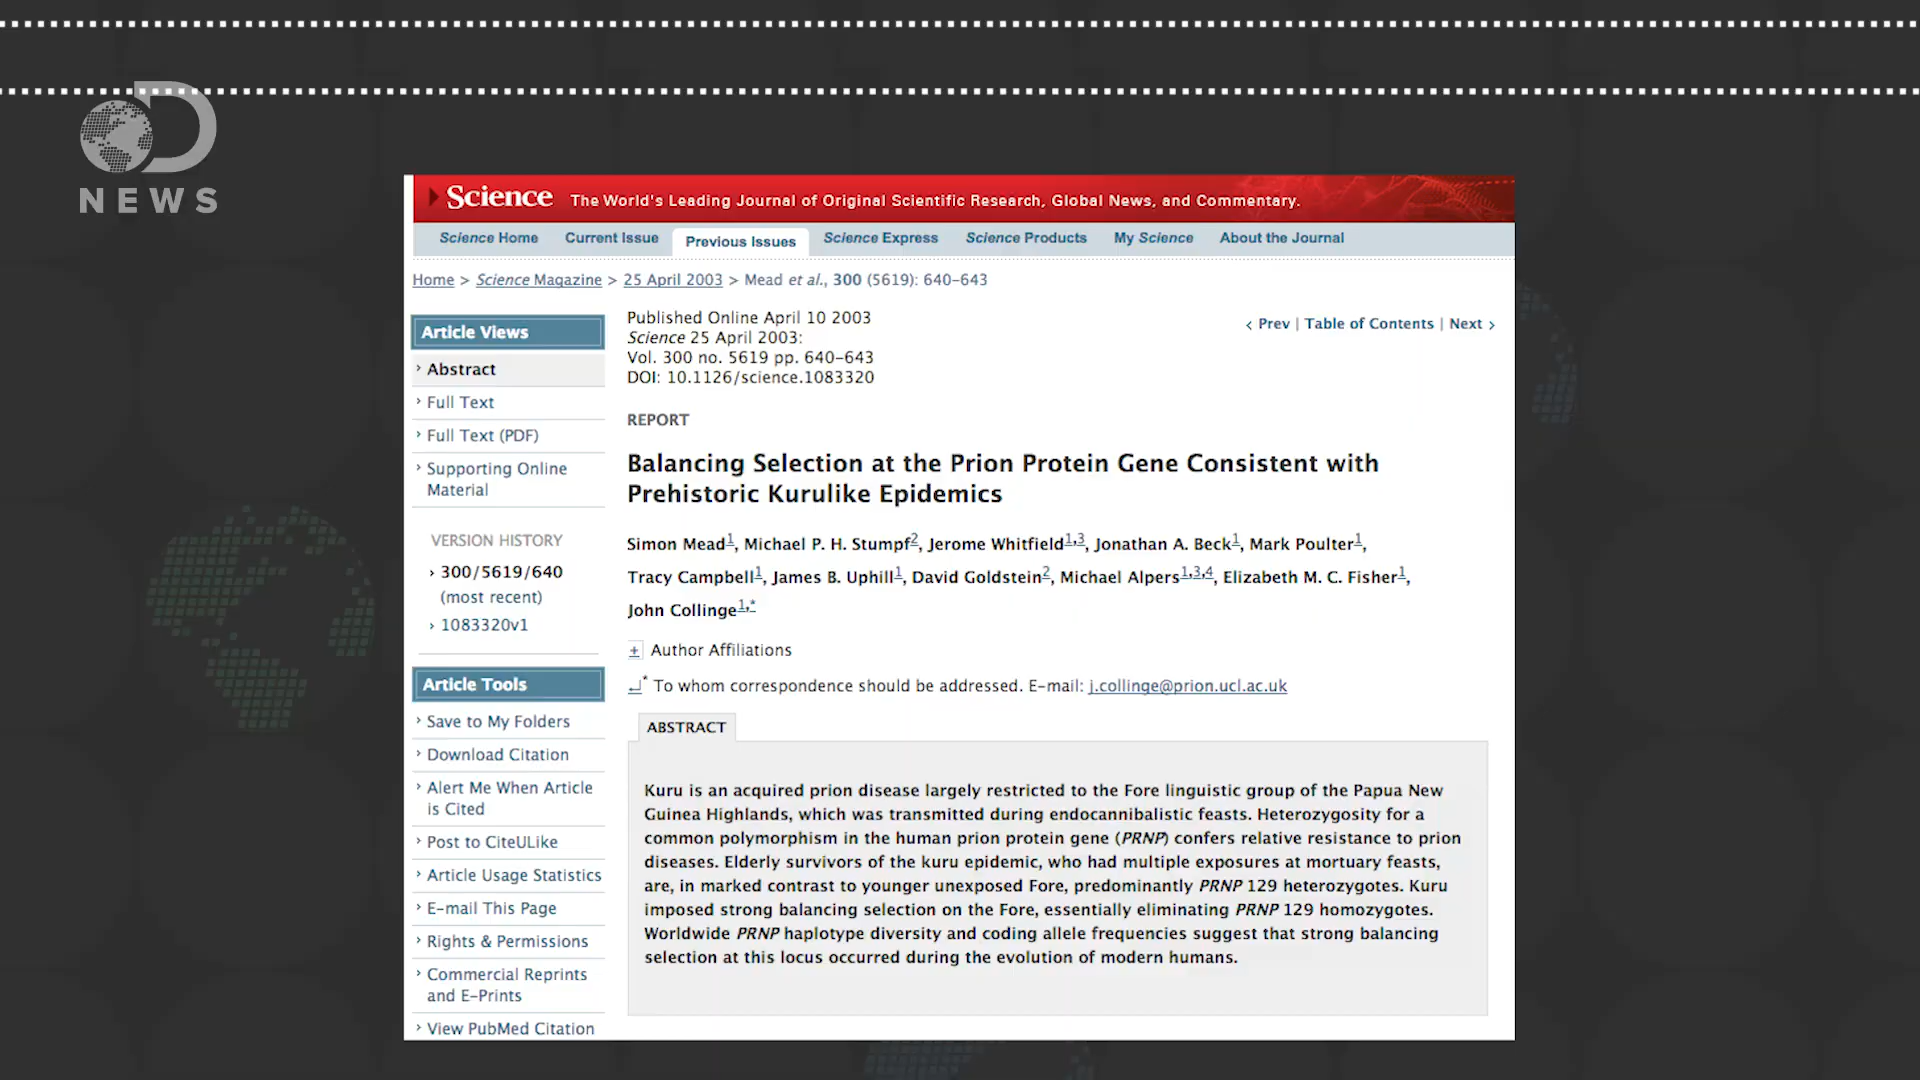 NEWS
Science The World's Leading Journal of Original Scientific Research, Global News, and Commentary.
Science Home Current Issue Previous Issues Science Express Science Products My Science About the Journal
Home > Science Magazine > 25 April 2003 > Mead et al., 300 (5619): 640–643
Article Views
› Abstract
› Full Text
› Full Text (PDF)
› Supporting Online
Material
VERSION HISTORY
› 300/5619/640
(most recent)
› 1083320v1
Article Tools
› Save to My Folders
› Download Citation
› Alert Me When Article
is Cited
› Post to CiteULike
› Article Usage Statistics
› E-mail This Page
› Rights & Permissions
› Commercial Reprints
and E-Prints
› View PubMed Citation
Published Online April 10 2003
Science 25 April 2003:
Vol. 300 no. 5619 pp. 640–643
DOI: 10.1126/science.1083320
‹ Prev | Table of Contents | Next ›
REPORT
Balancing Selection at the Prion Protein Gene Consistent with
Prehistoric Kurulike Epidemics
Simon Mead1, Michael P. H. Stumpf2, Jerome Whitfield1,3, Jonathan A. Beck1, Mark Poulter1,
Tracy Campbell1, James B. Uphill1, David Goldstein2, Michael Alpers1,3,4, Elizabeth M. C. Fisher1,
John Collinge1,*
+ Author Affiliations
↵* To whom correspondence should be addressed. E-mail: j.collinge@prion.ucl.ac.uk
ABSTRACT
Kuru is an acquired prion disease largely restricted to the Fore linguistic group of the Papua New
Guinea Highlands, which was transmitted during endocannibalistic feasts. Heterozygosity for a
common polymorphism in the human prion protein gene (PRNP) confers relative resistance to prion
diseases. Elderly survivors of the kuru epidemic, who had multiple exposures at mortuary feasts,
are, in marked contrast to younger unexposed Fore, predominantly PRNP 129 heterozygotes. Kuru
imposed strong balancing selection on the Fore, essentially eliminating PRNP 129 homozygotes.
Worldwide PRNP haplotype diversity and coding allele frequencies suggest that strong balancing
selection at this locus occurred during the evolution of modern humans.